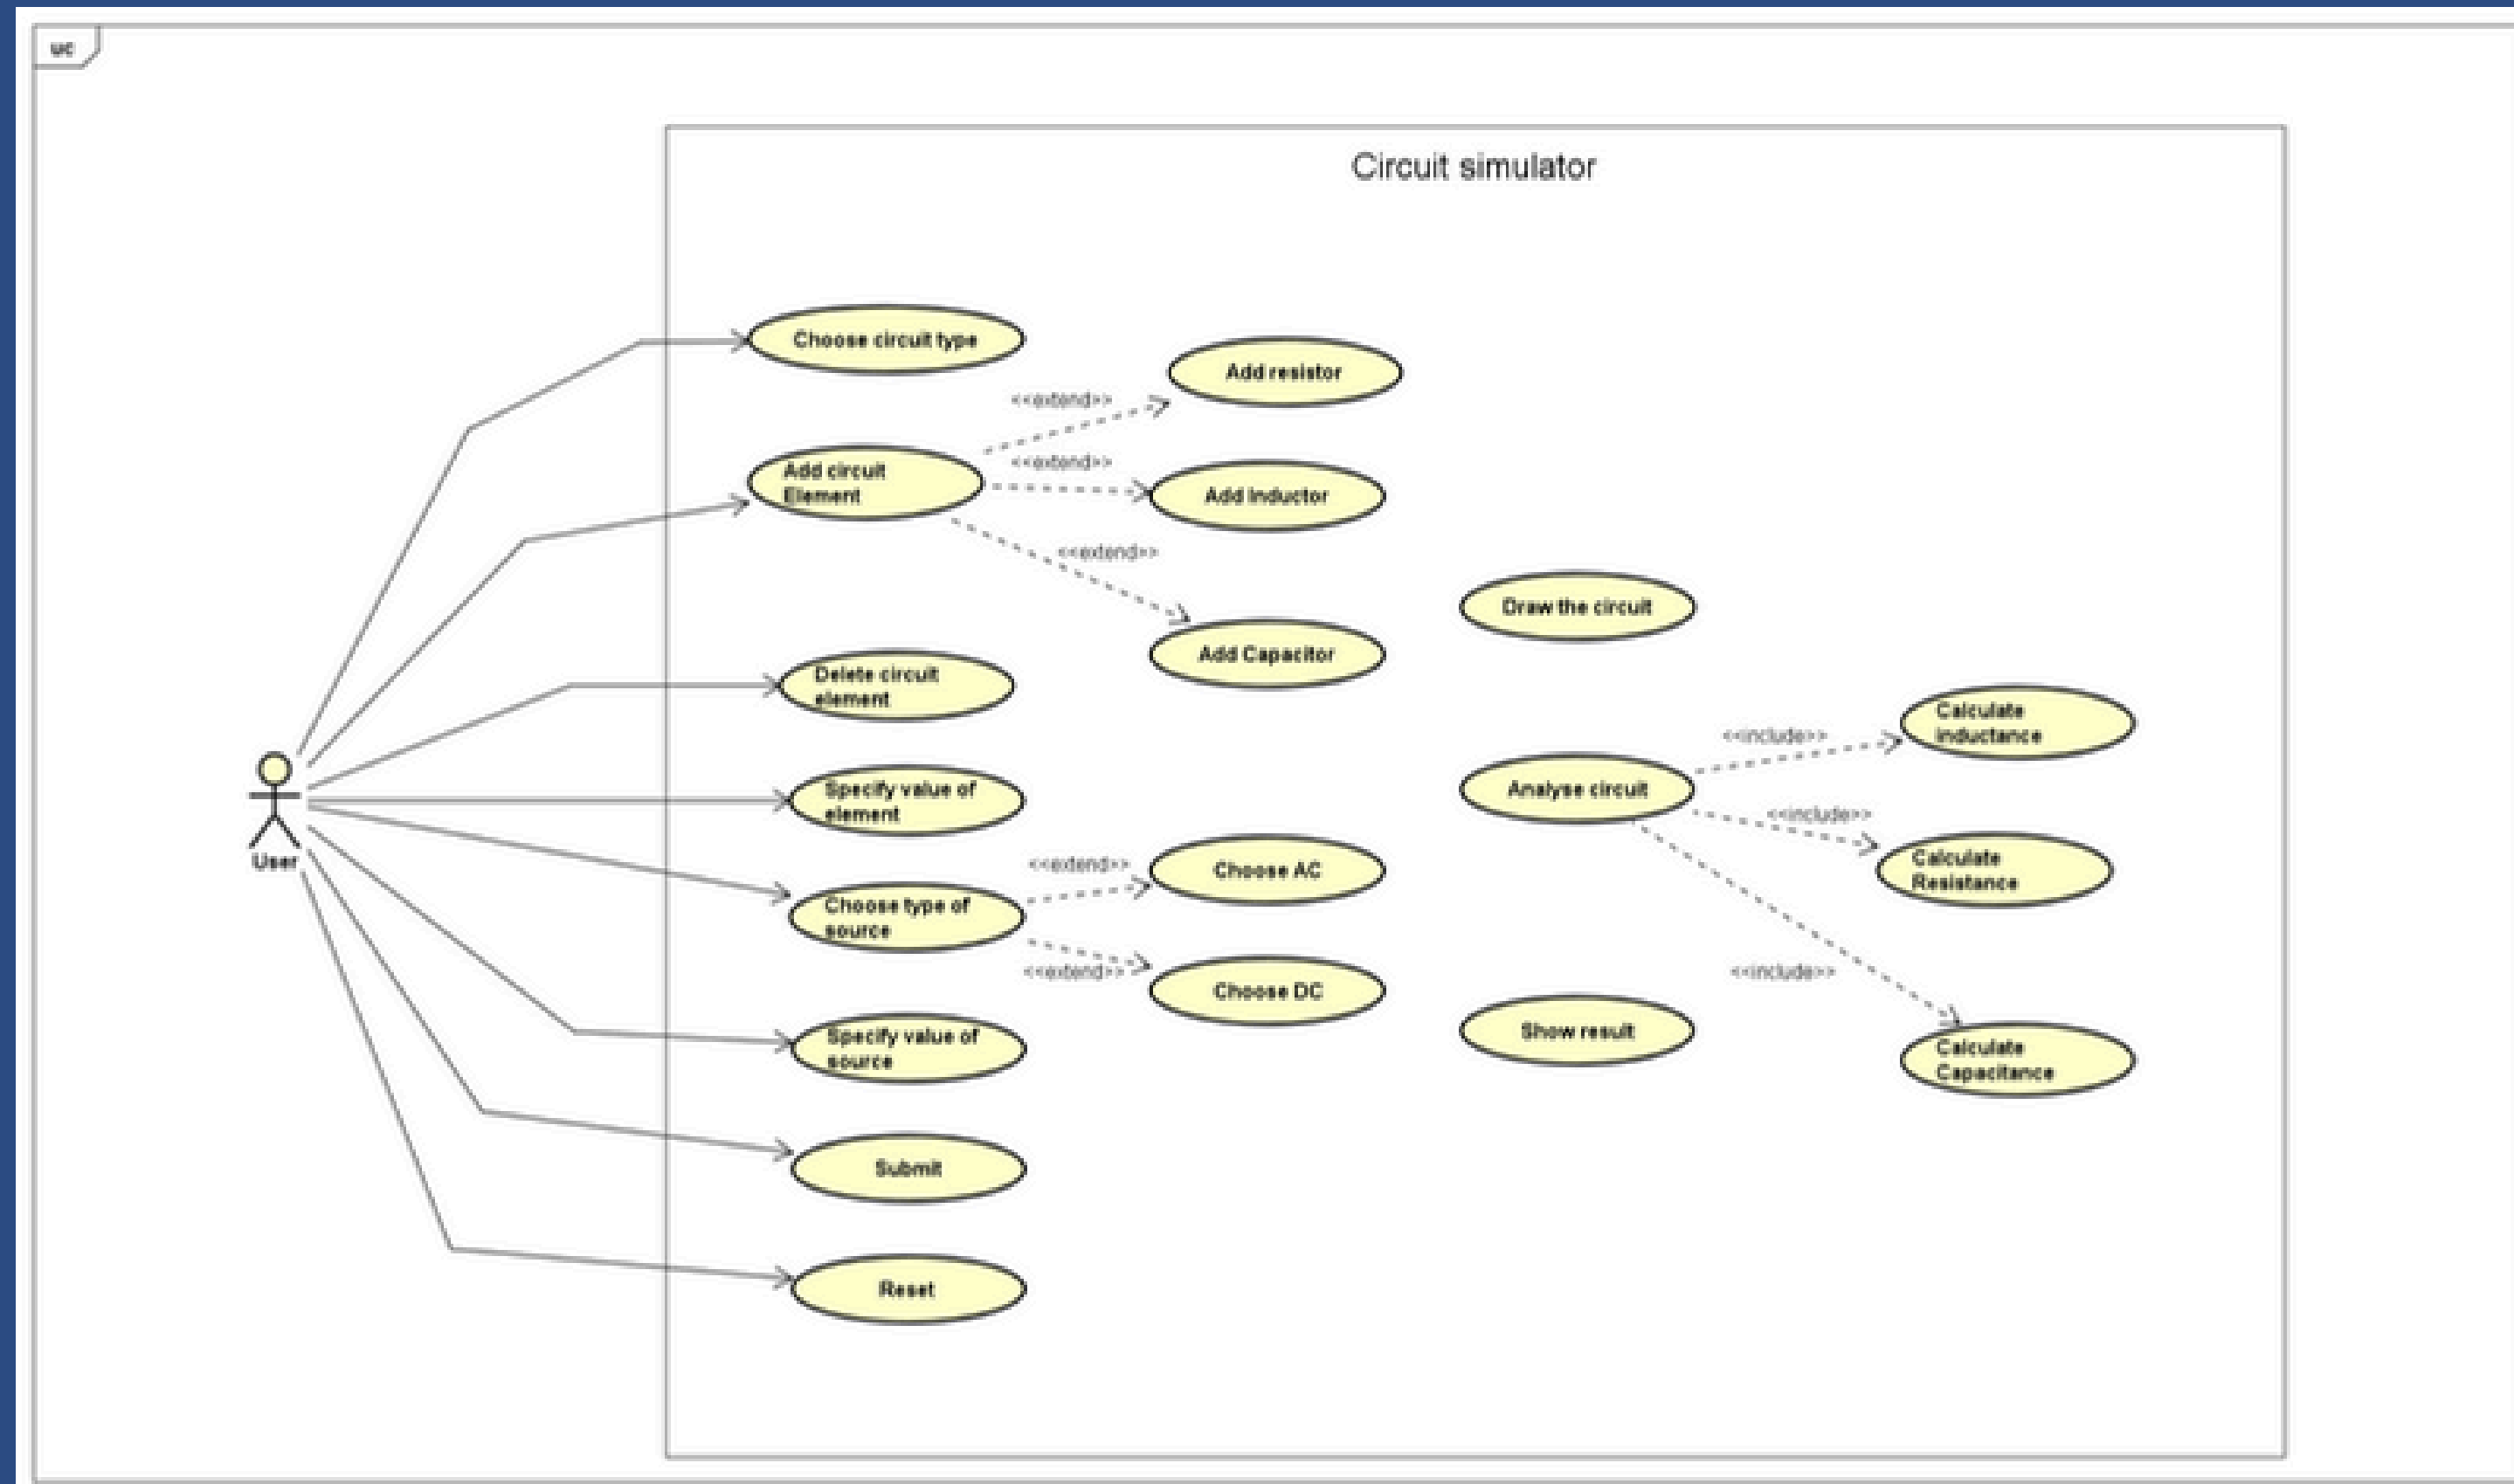 uc
Circuit simulator
Choose circuit type
Add resistor
<<extend>>
Add circuit
Element
<<extend>>
Add Inductor
<<extend>>
Draw the circuit
Add Capacitor
Delete circuit
element
Calculate
inductance
<<include>>
Specify value of
element
Analyse circuit
<<include>>
User
<<extend>>
Choose AC
Calculate
Resistance
Choose type of
source
<<extend>>
Choose DC
<<include>>
Show result
Specify value of
source
Calculate
Capacitance
Submit
Reset